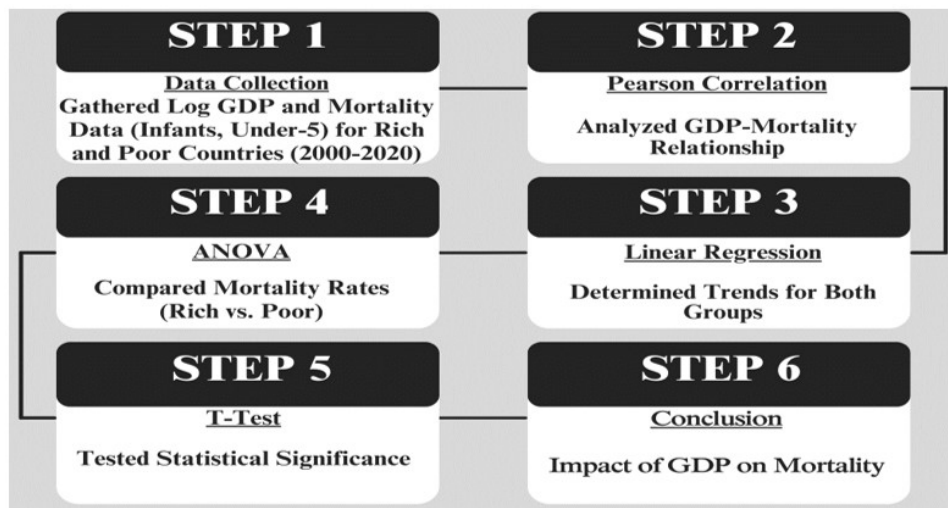 STEP 1
Data Collection
Gathered Log GDP and Mortality
Data (Infants, Under-5) for Rich
and Poor Countries (2000-2020)
STEP 2
Pearson Correlation
Analyzed GDP-Mortality
Relationship
STEP 3
Linear Regression
Determined Trends for Both
Groups
STEP 4
ANOVA
Compared Mortality Rates
(Rich vs. Poor)
STEP 5
T-Test
Tested Statistical Significance
STEP 6
Conclusion
Impact of GDP on Mortality